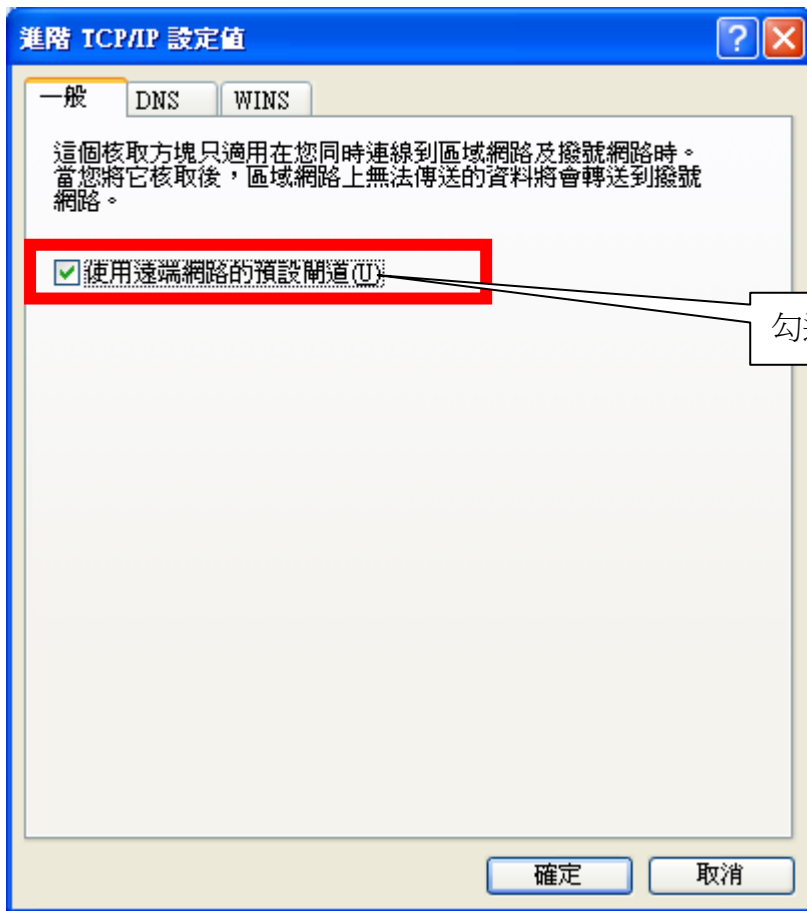 進階 TCP/IP 設定值
一般 DNS WINS
這個核取方塊只適用在您同時連線到區域網路及撥號網路時。
當您將它核取後，區域網路上無法傳送的資料將會轉送到撥號
網路。
使用遠端網路的預設閘道(U)
勾
確定 取消